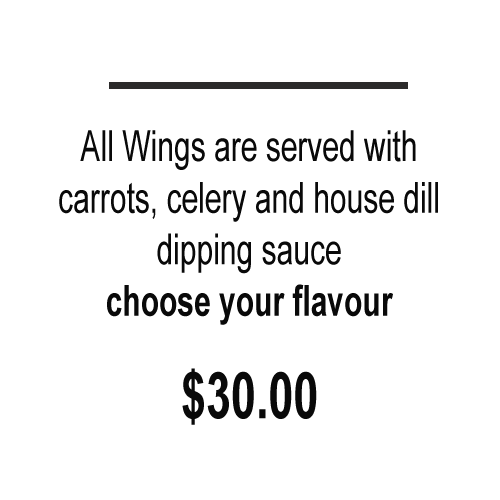 All Wings are served with
carrots, celery and house dill
dipping sauce
choose your flavour
$30.00